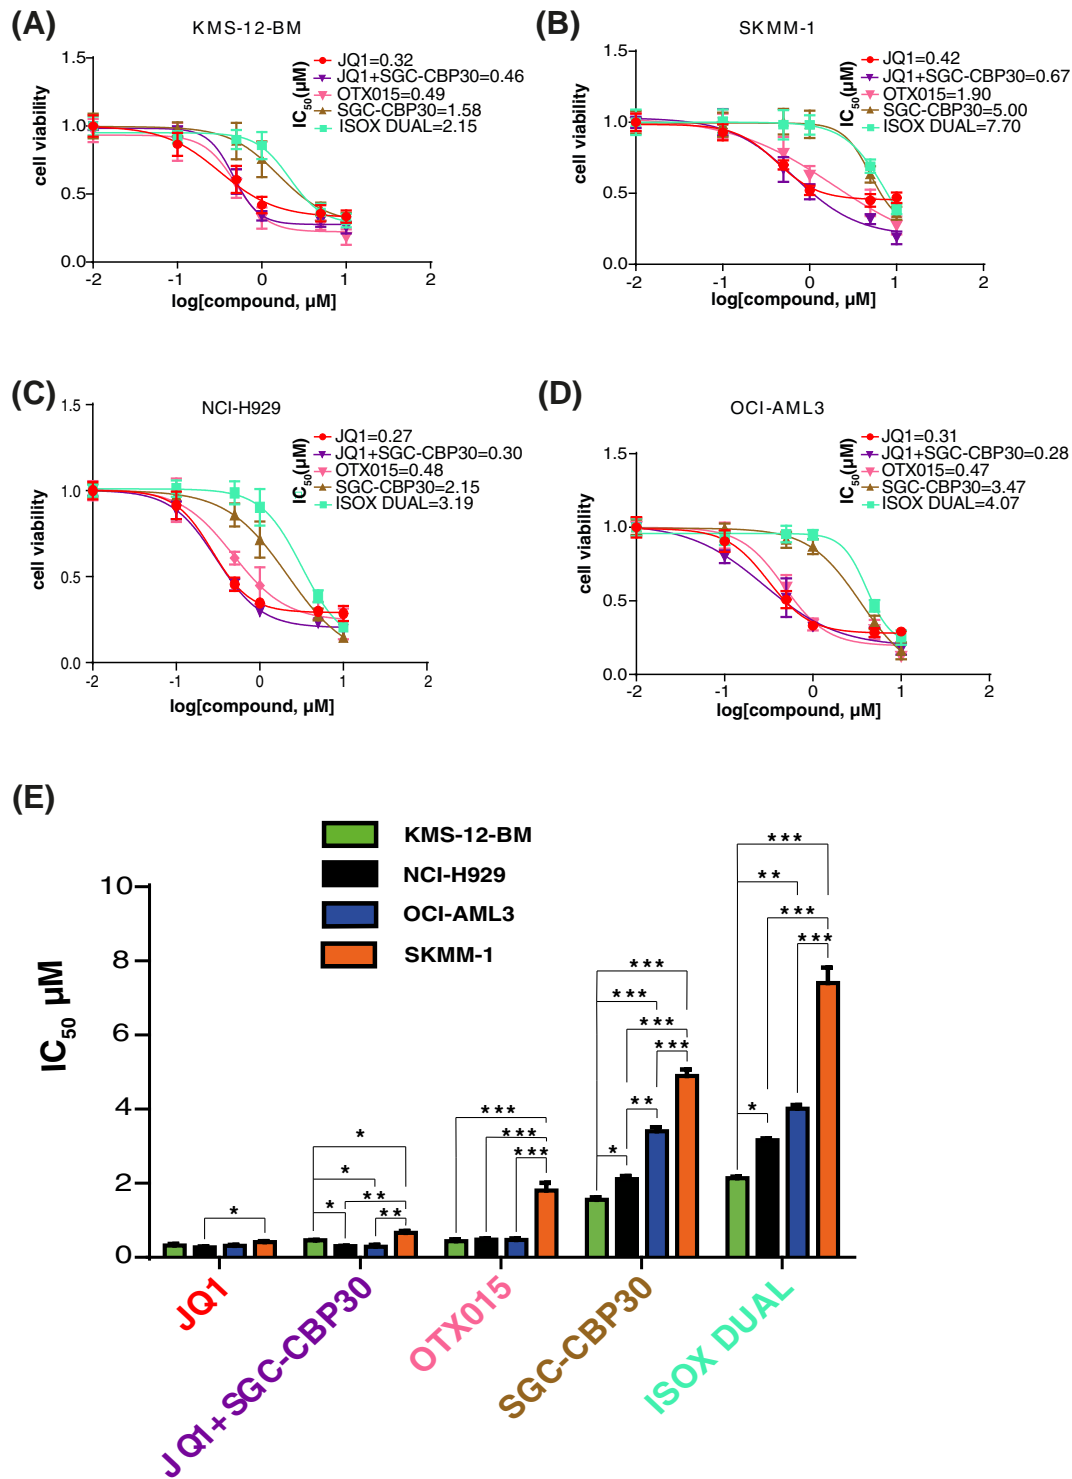 (A)
KMS-12-BM
1.5
1.0
0.5
0.0
cell viability
-2
-1
0
1
2
log[compound, µM]
IC50(µM)
JQ1=0.32
JQ1+SGC-CBP30=0.46
OTX015=0.49
SGC-CBP30=1.58
ISOX DUAL=2.15
(B)
SKMM-1
1.5
1.0
0.5
0.0
cell viability
-2
-1
0
1
2
log[compound, µM]
IC50(µM)
JQ1=0.42
JQ1+SGC-CBP30=0.67
OTX015=1.90
SGC-CBP30=5.00
ISOX DUAL=7.70
(C)
NCI-H929
1.5
1.0
0.5
0.0
cell viability
-2
-1
0
1
2
log[compound, µM]
IC50(µM)
JQ1=0.27
JQ1+SGC-CBP30=0.30
OTX015=0.48
SGC-CBP30=2.15
ISOX DUAL=3.19
(D)
OCI-AML3
1.5
1.0
0.5
0.0
cell viability
-2
-1
0
1
2
log[compound, µM]
IC50(µM)
JQ1=0.31
JQ1+SGC-CBP30=0.28
OTX015=0.47
SGC-CBP30=3.47
ISOX DUAL=4.07
(E)
KMS-12-BM
NCI-H929
OCI-AML3
SKMM-1
IC50 µM
10
8
6
4
2
0
*
*
*
*
**
**
***
***
***
***
***
***
***
**
*
***
**
***
***
*
JQ1
JQ1+SGC-CBP30
OTX015
SGC-CBP30
ISOX DUAL